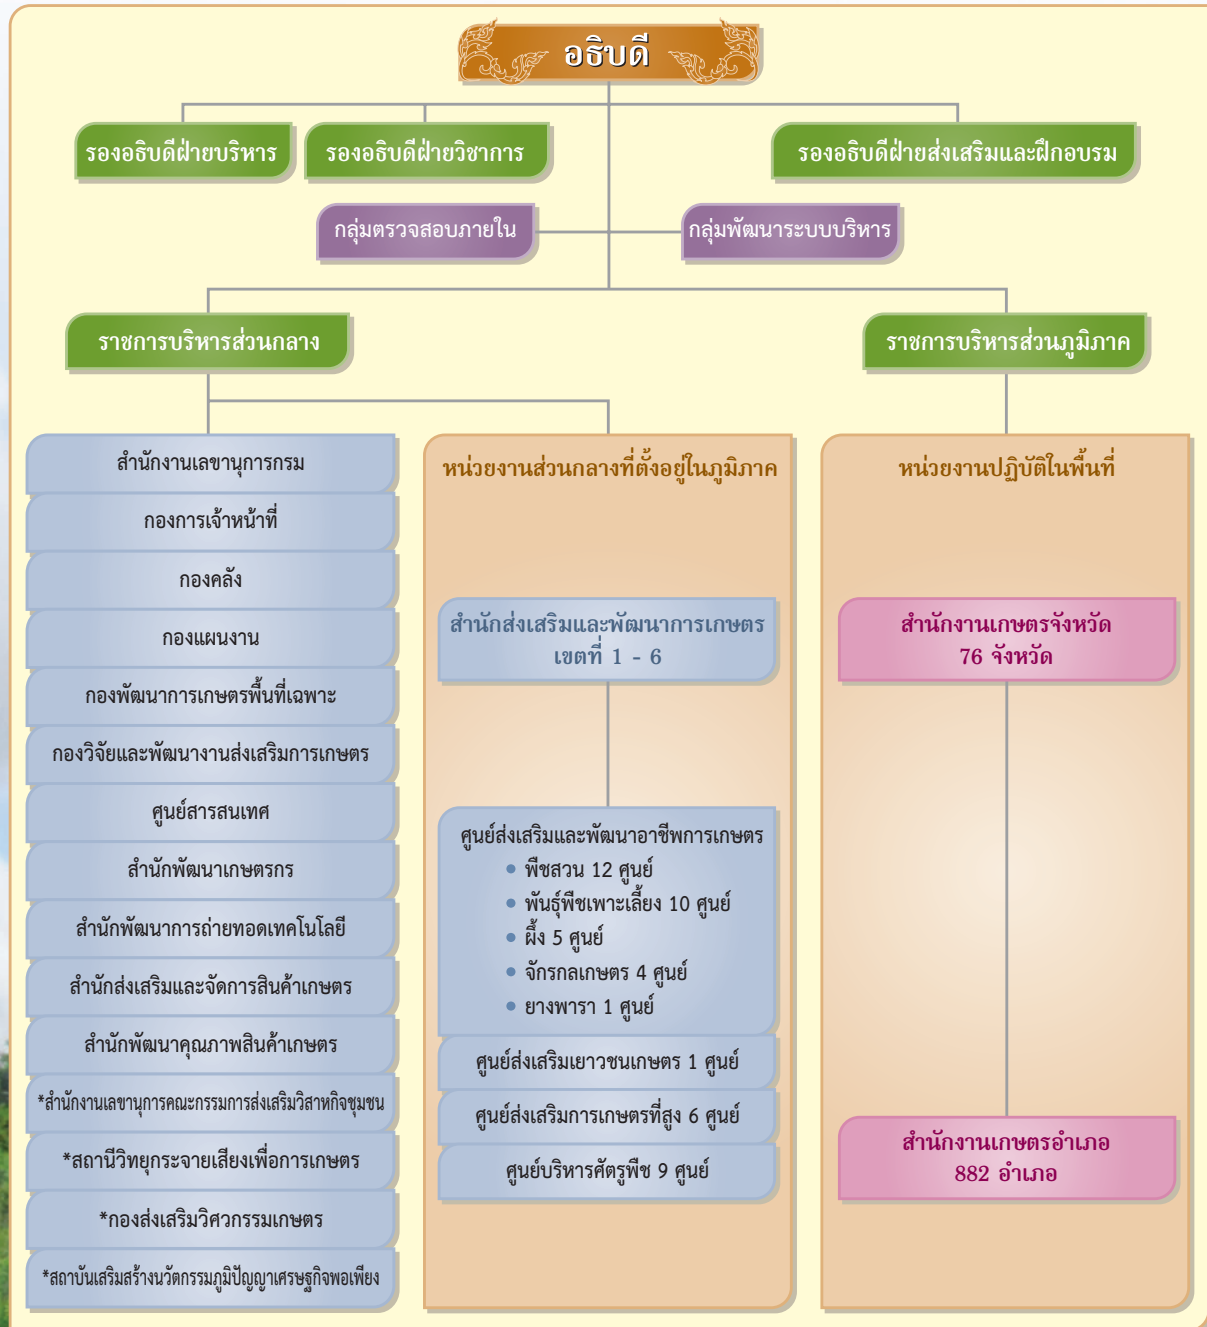 อธิบดี
รองอธิบดีฝ่ายบริหาร
รองอธิบดีฝ่ายวิชาการ
รองอธิบดีฝ่ายส่งเสริมและฝึกอบรม
กลุ่มตรวจสอบภายใน
กลุ่มพัฒนาระบบบริหาร
ราชการบริหารส่วนกลาง
ราชการบริหารส่วนภูมิภาค
สำนักงานเลขานุการกรม
กองการเจ้าหน้าที่
กองคลัง
กองแผนงาน
กองพัฒนาการเกษตรพื้นที่เฉพาะ
กองวิจัยและพัฒนางานส่งเสริมการเกษตร
ศูนย์สารสนเทศ
สำนักพัฒนาเกษตรกร
สำนักพัฒนาการถ่ายทอดเทคโนโลยี
สำนักส่งเสริมและจัดการสินค้าเกษตร
สำนักพัฒนาคุณภาพสินค้าเกษตร
*สำนักงานเลขานุการคณะกรรมการส่งเสริมวิสาหกิจชุมชน
*สถานีวิทยุกระจายเสียงเพื่อการเกษตร
*กองส่งเสริมวิศวกรรมเกษตร
*สถาบันเสริมสร้างนวัตกรรมภูมิปัญญาเศรษฐกิจพอเพียง
หน่วยงานส่วนกลางที่ตั้งอยู่ในภูมิภาค
สำนักส่งเสริมและพัฒนาการเกษตร
เขตที่ 1 - 6
ศูนย์ส่งเสริมและพัฒนาอาชีพการเกษตร
• พืชสวน 12 ศูนย์
• พันธุ์พืชเพาะเลี้ยง 10 ศูนย์
• ผึ้ง 5 ศูนย์
• จักรกลเกษตร 4 ศูนย์
• ยางพารา 1 ศูนย์
ศูนย์ส่งเสริมเยาวชนเกษตร 1 ศูนย์
ศูนย์ส่งเสริมการเกษตรที่สูง 6 ศูนย์
ศูนย์บริหารศัตรูพืช 9 ศูนย์
หน่วยงานปฏิบัติในพื้นที่
สำนักงานเกษตรจังหวัด
76 จังหวัด
สำนักงานเกษตรอำเภอ
882 อำเภอ